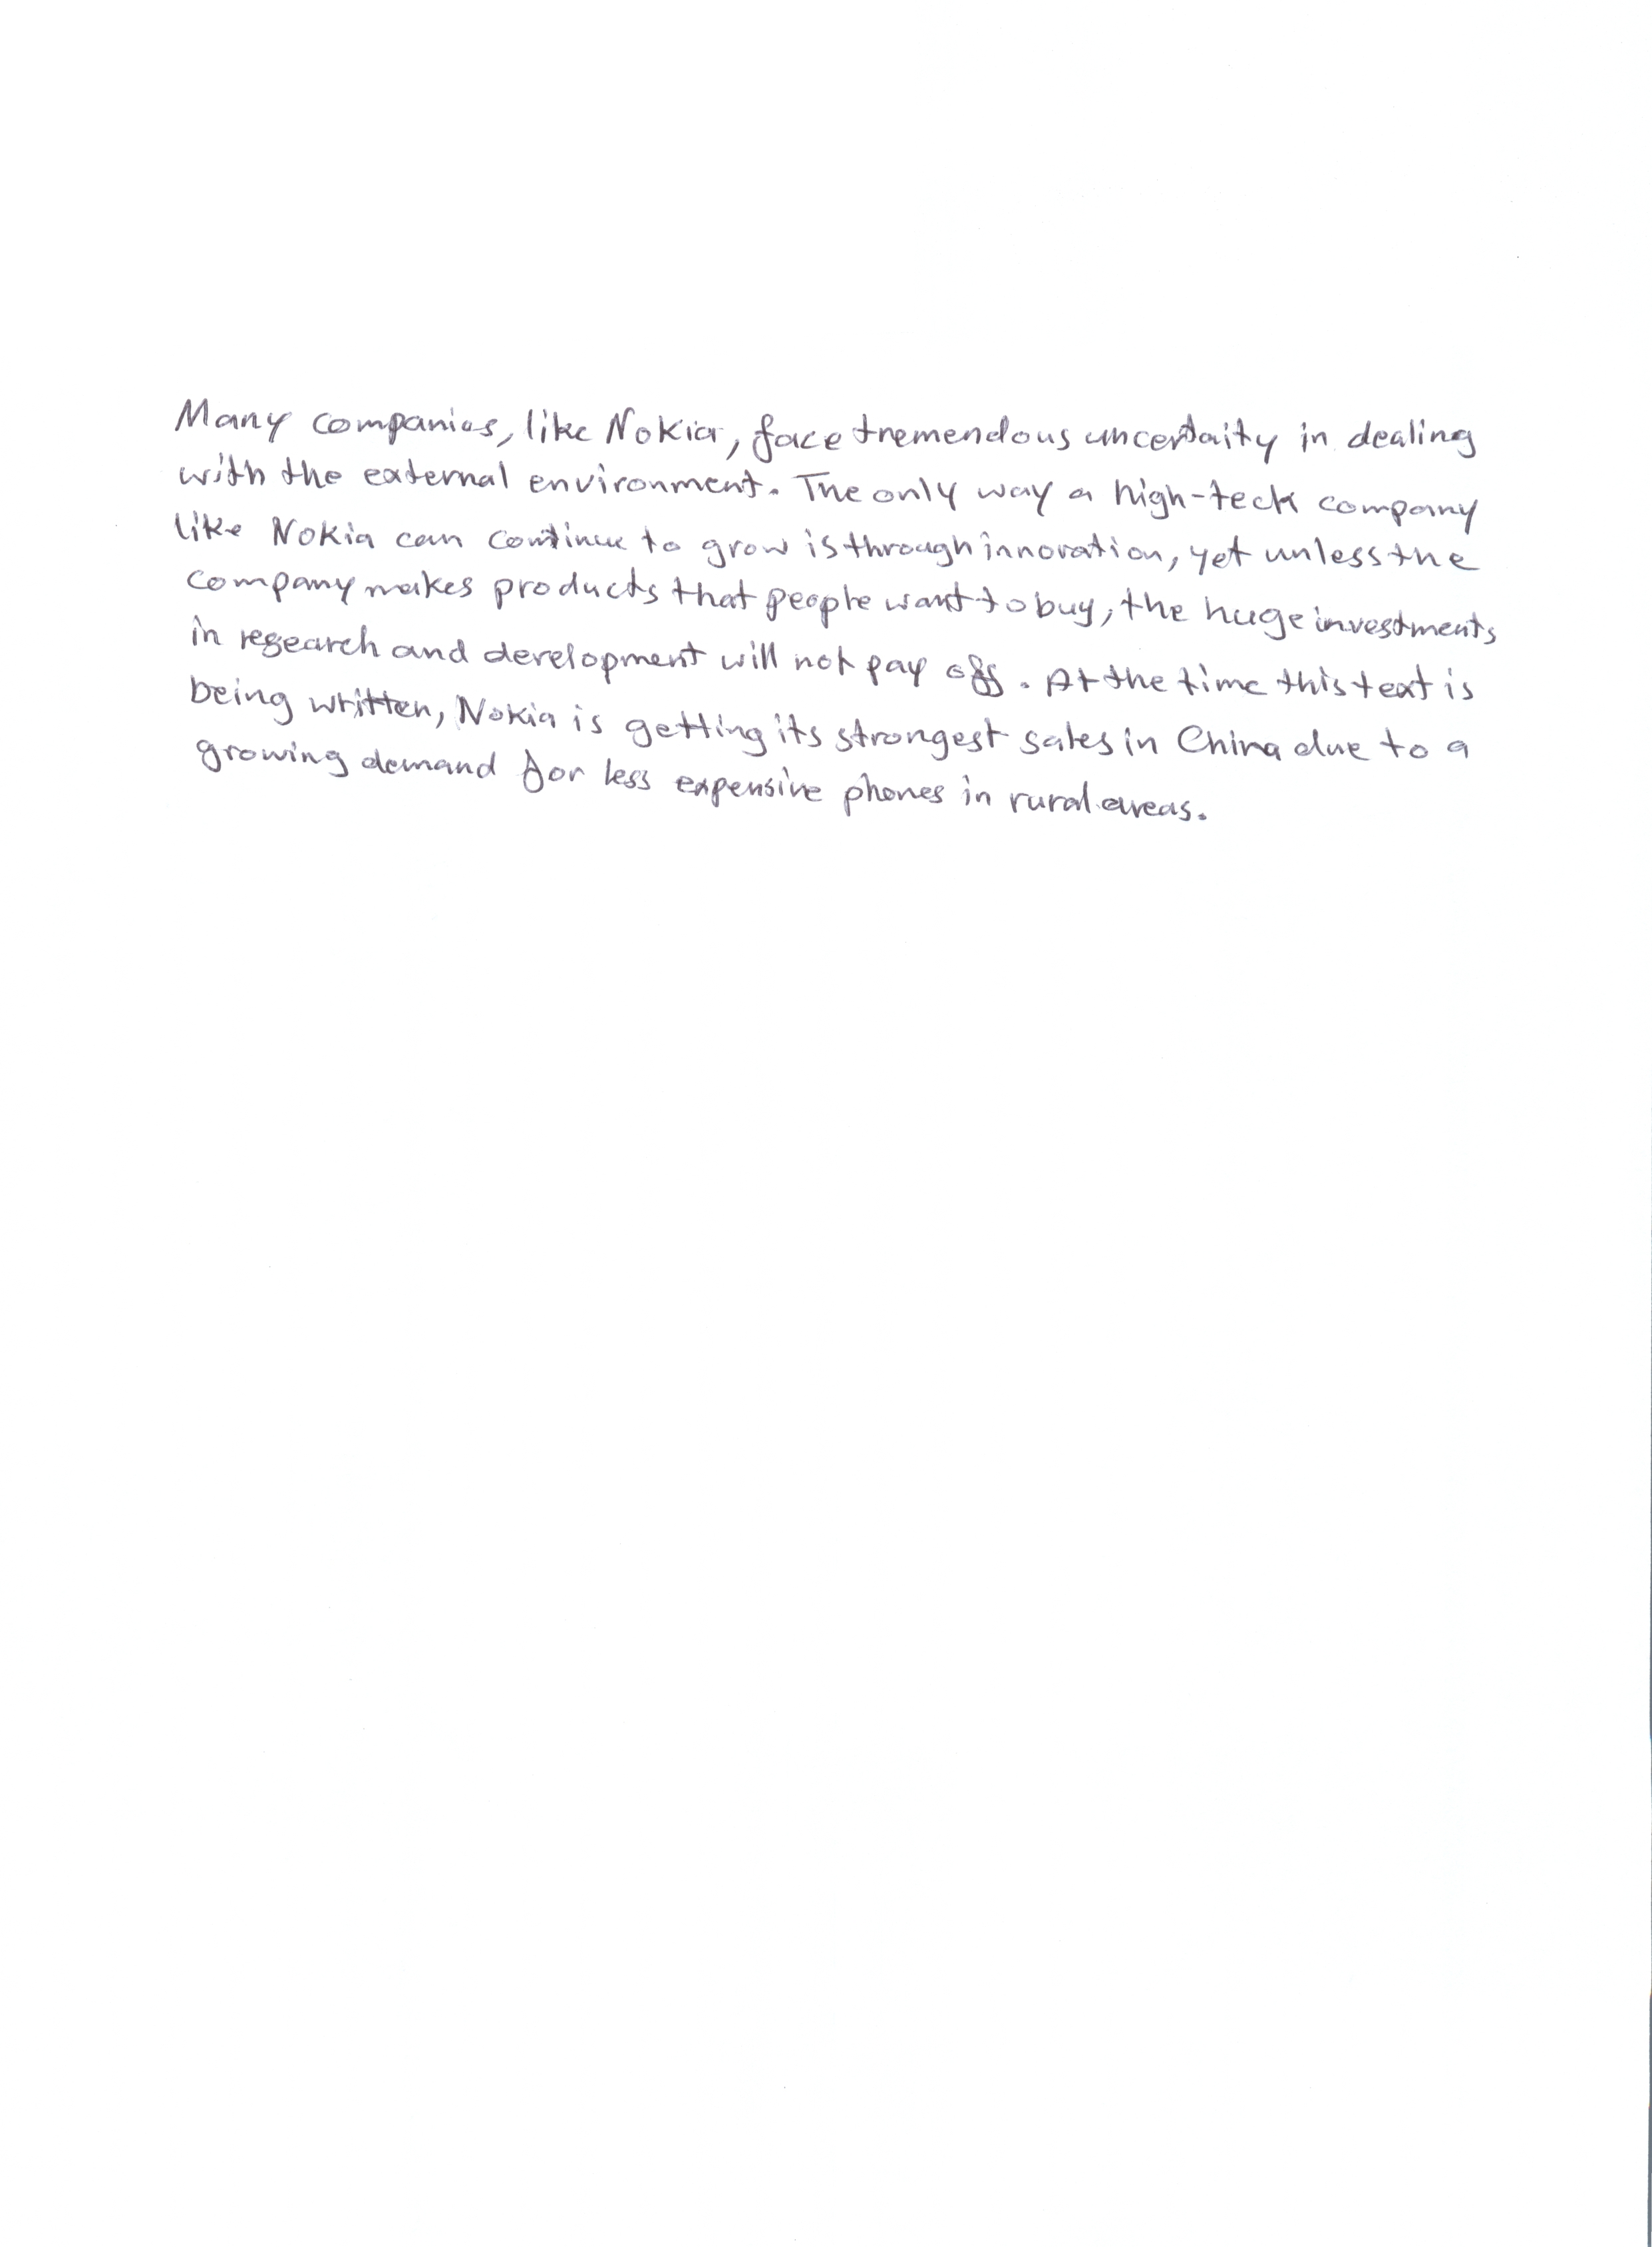 Many companies, like Nokia, face tremendous uncertaity in dealing
with the external environment. The only way a high-teck company
like Nokia can continue to grow is through innovation, yet unless the
company makes products that people want to buy, the huge investments
in research and development will not pay off. At the time this text is
being written, Nokia is getting its strongest sales in China due to a
growing demand for less expensive phones in rural areas.